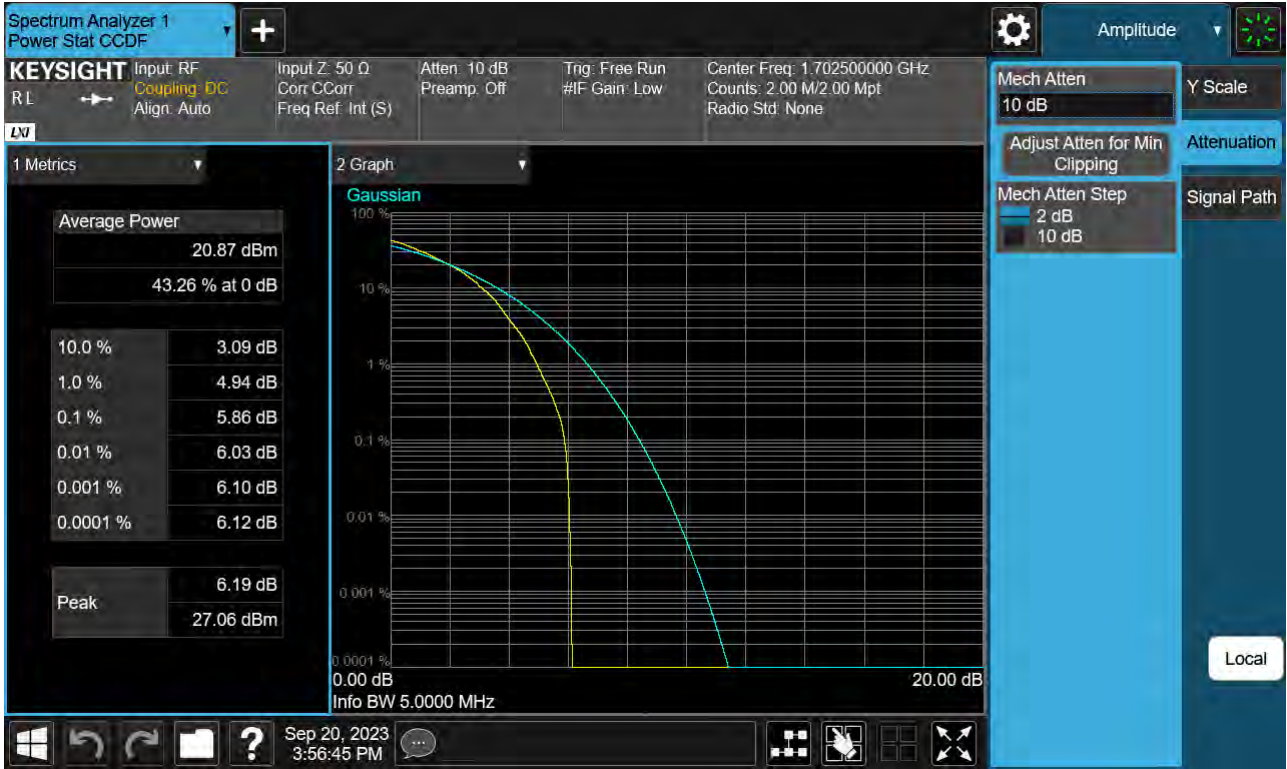 Spectrum Analyzer 1
Power Stat CCDF
Amplitude
KEYSIGHT
R L
LXI
Input: RF
Coupling: DC
Align: Auto
Input Z: 50 Ω
Corr CCorr
Freq Ref: Int (S)
Atten: 10 dB
Preamp: Off
Trig: Free Run
#IF Gain: Low
Center Freq: 1.702500000 GHz
Counts: 2.00 M/2.00 Mpt
Radio Std: None
Mech Atten
10 dB
Adjust Atten for Min
Clipping
Mech Atten Step
2 dB
10 dB
Y Scale
Attenuation
Signal Path
1 Metrics
Average Power
20.87 dBm
43.26 % at 0 dB
10.0 % 3.09 dB
1.0 % 4.94 dB
0.1 % 5.86 dB
0.01 % 6.03 dB
0.001 % 6.10 dB
0.0001 % 6.12 dB
Peak
6.19 dB
27.06 dBm
2 Graph
Gaussian
100 %
10 %
1 %
0.1 %
0.01 %
0.001 %
0.0001 %
0.00 dB 20.00 dB
Info BW 5.0000 MHz
Local
?
Sep 20, 2023
3:56:45 PM